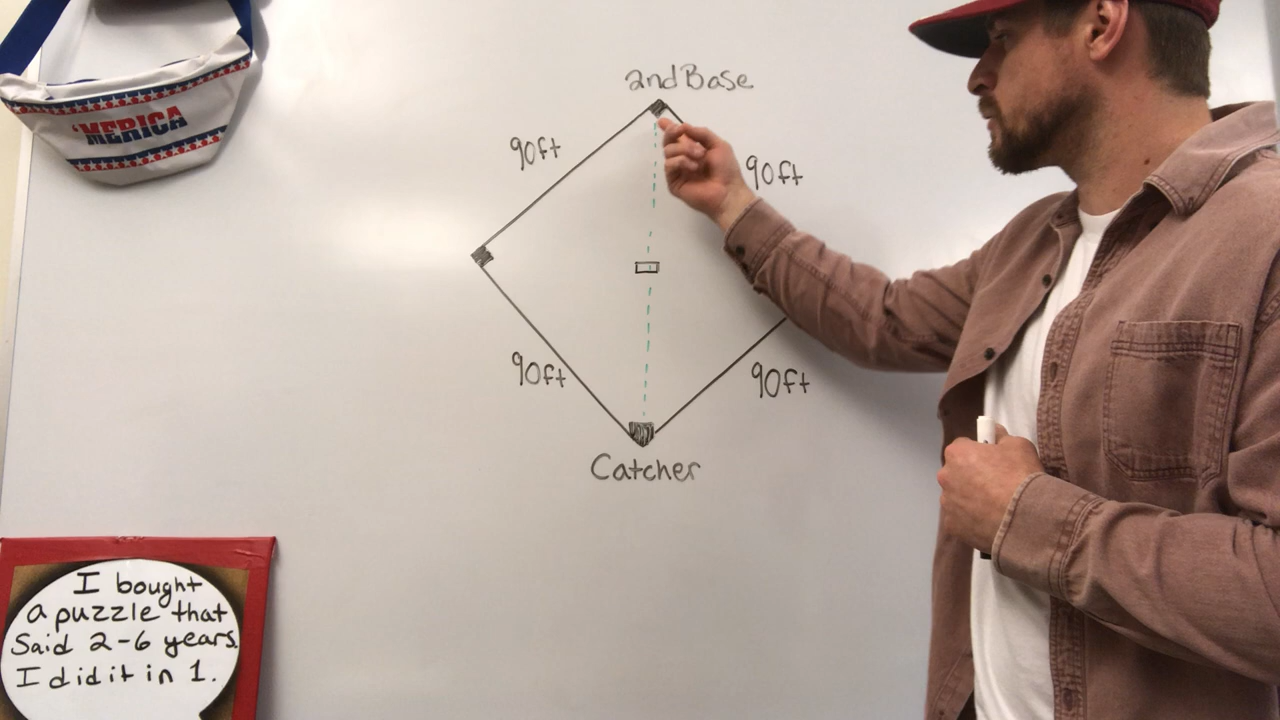 'MERICA
2nd Base
90ft
90ft
90ft
90ft
Catcher
I bought
a puzzle that
Said 2-6 years.
I did it in 1.